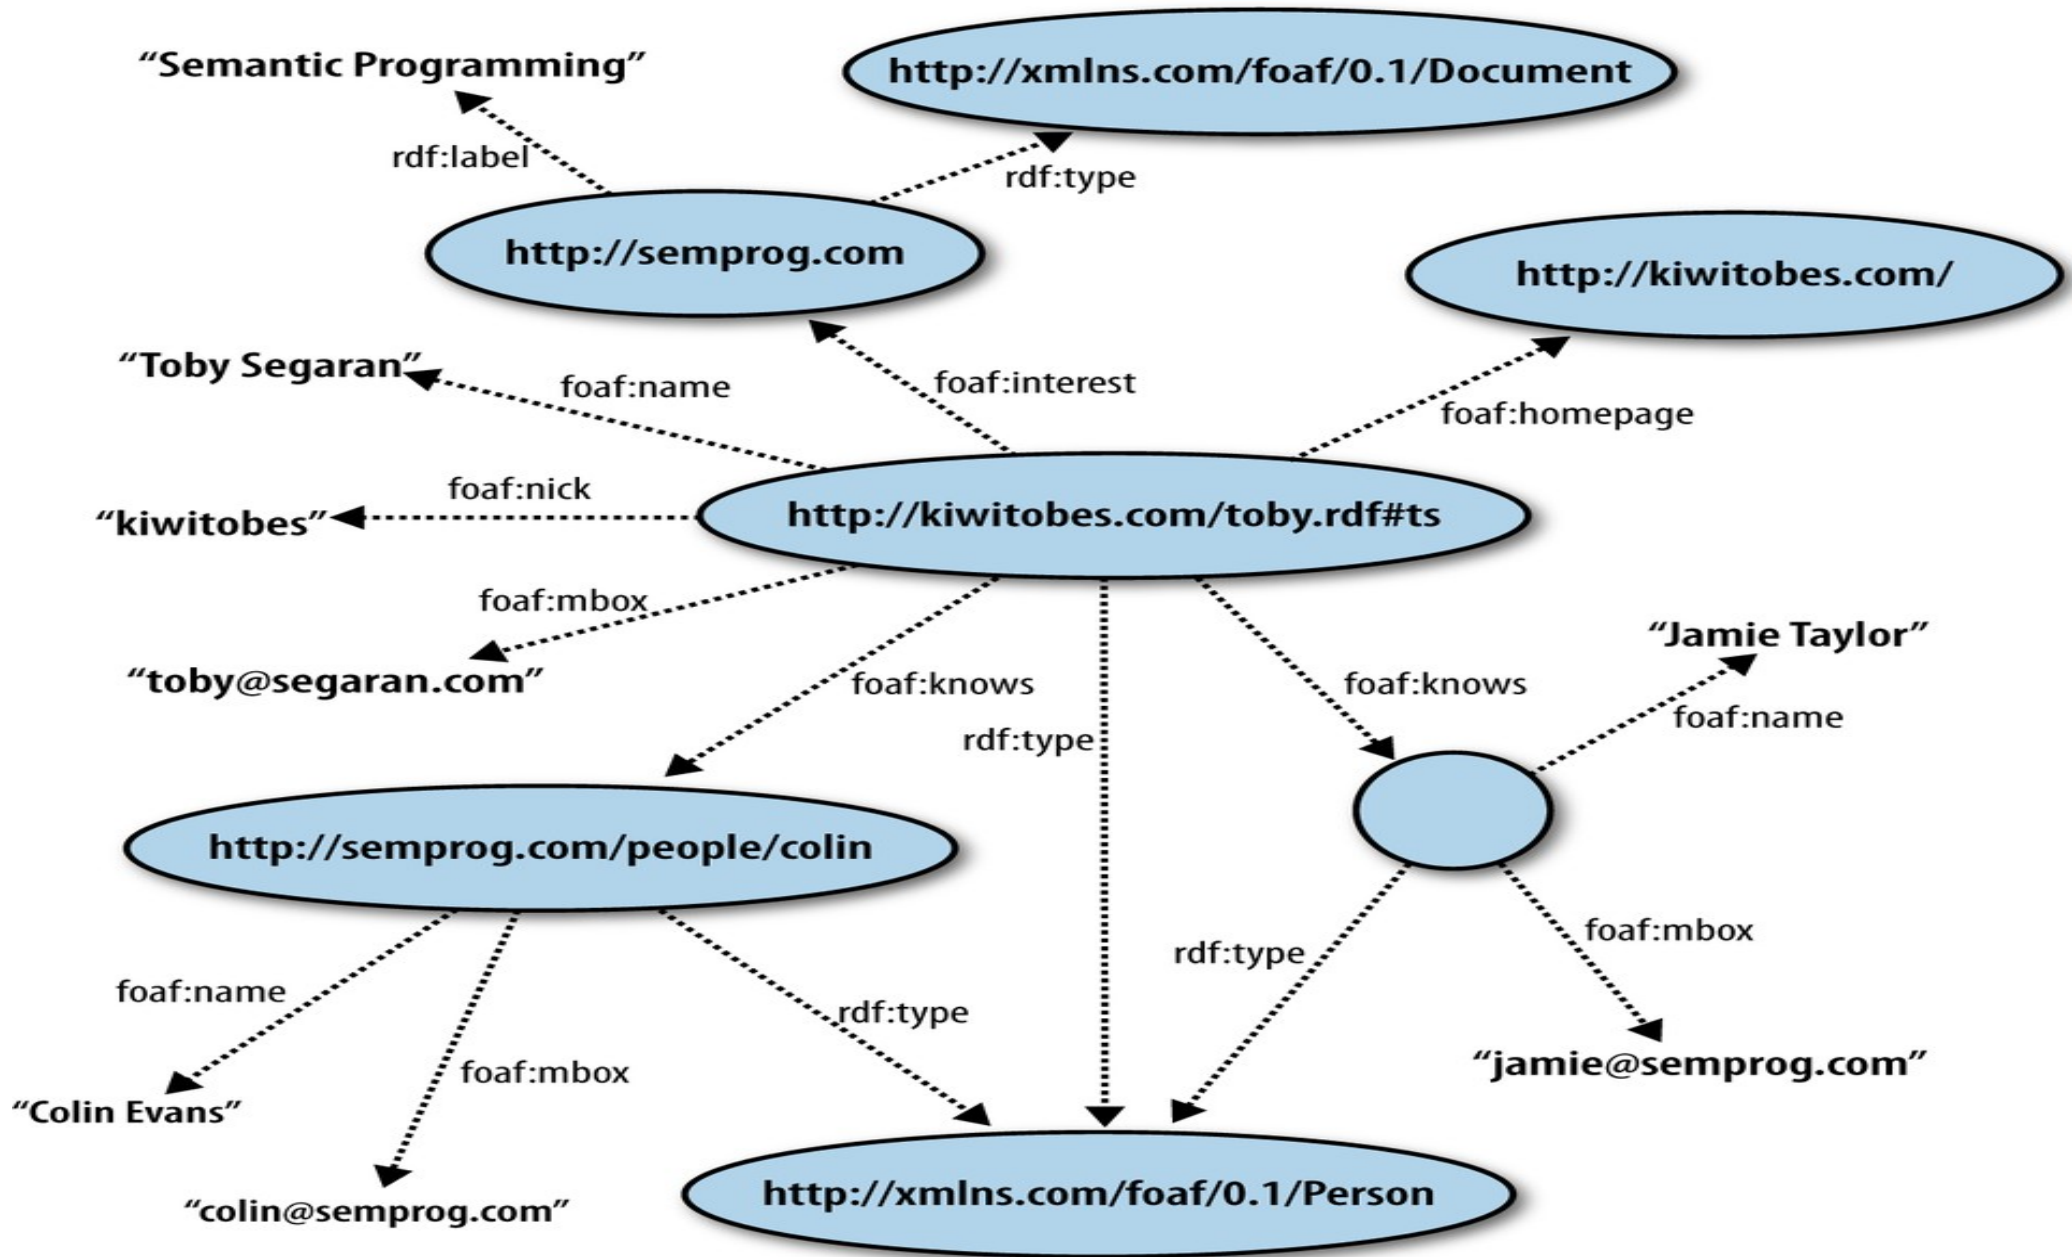 “Semantic Programming”
http://xmlns.com/foaf/0.1/Document
rdf:label
rdf:type
http://semprog.com
http://kiwitobes.com/
“Toby Segaran”
foaf:name
foaf:interest
foaf:homepage
foaf:nick
“kiwitobes”
http://kiwitobes.com/toby.rdf#ts
foaf:mbox
“toby@segaran.com”
foaf:knows
rdf:type
foaf:knows
“Jamie Taylor”
foaf:name
http://semprog.com/people/colin
foaf:name
foaf:mbox
rdf:type
rdf:type
foaf:mbox
“Colin Evans”
“colin@semprog.com”
“jamie@semprog.com”
http://xmlns.com/foaf/0.1/Person